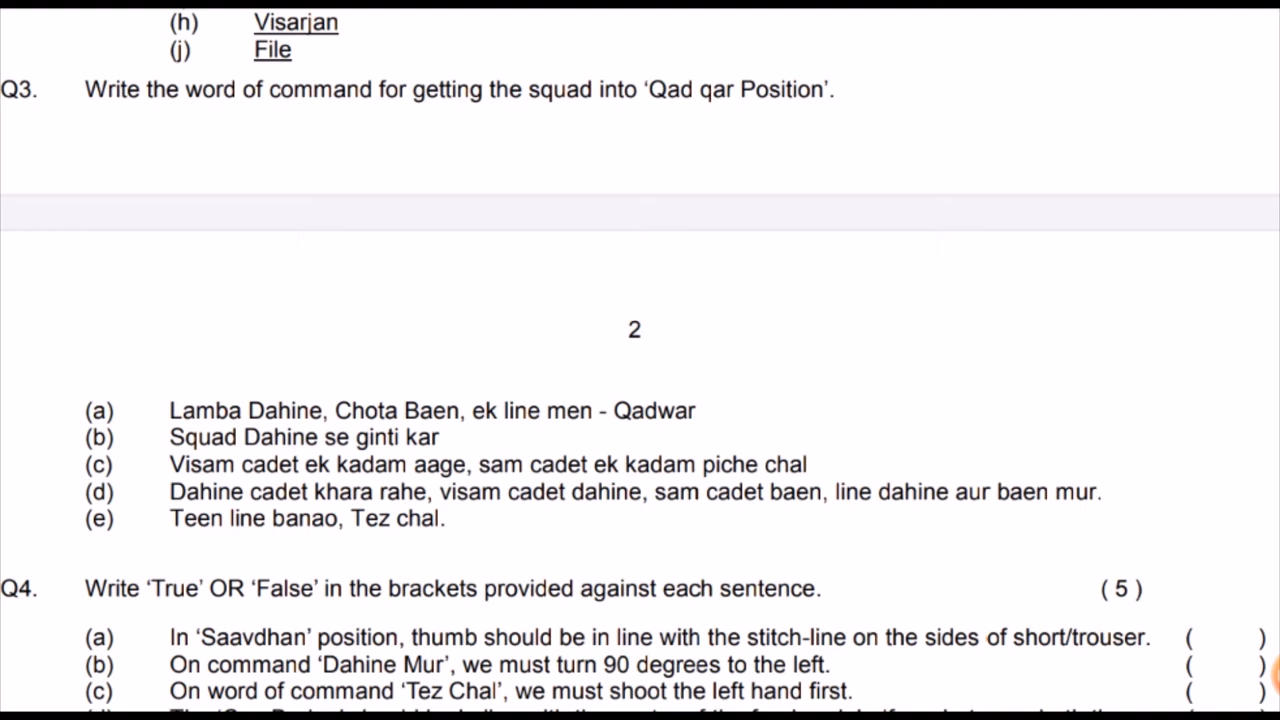 (h) Visarjan
(j) File
Q3. Write the word of command for getting the squad into ‘Qad qar Position’.
2
(a) Lamba Dahine, Chota Baen, ek line men - Qadwar
(b) Squad Dahine se ginti kar
(c) Visam cadet ek kadam aage, sam cadet ek kadam piche chal
(d) Dahine cadet khara rahe, visam cadet dahine, sam cadet baen, line dahine aur baen mur.
(e) Teen line banao, Tez chal.
Q4. Write ‘True’ OR ‘False’ in the brackets provided against each sentence. ( 5 )
(a) In ‘Saavdhan’ position, thumb should be in line with the stitch-line on the sides of short/trouser. ( )
(b) On command ‘Dahine Mur’, we must turn 90 degrees to the left. ( )
(c) On word of command ‘Tez Chal’, we must shoot the left hand first. ( )